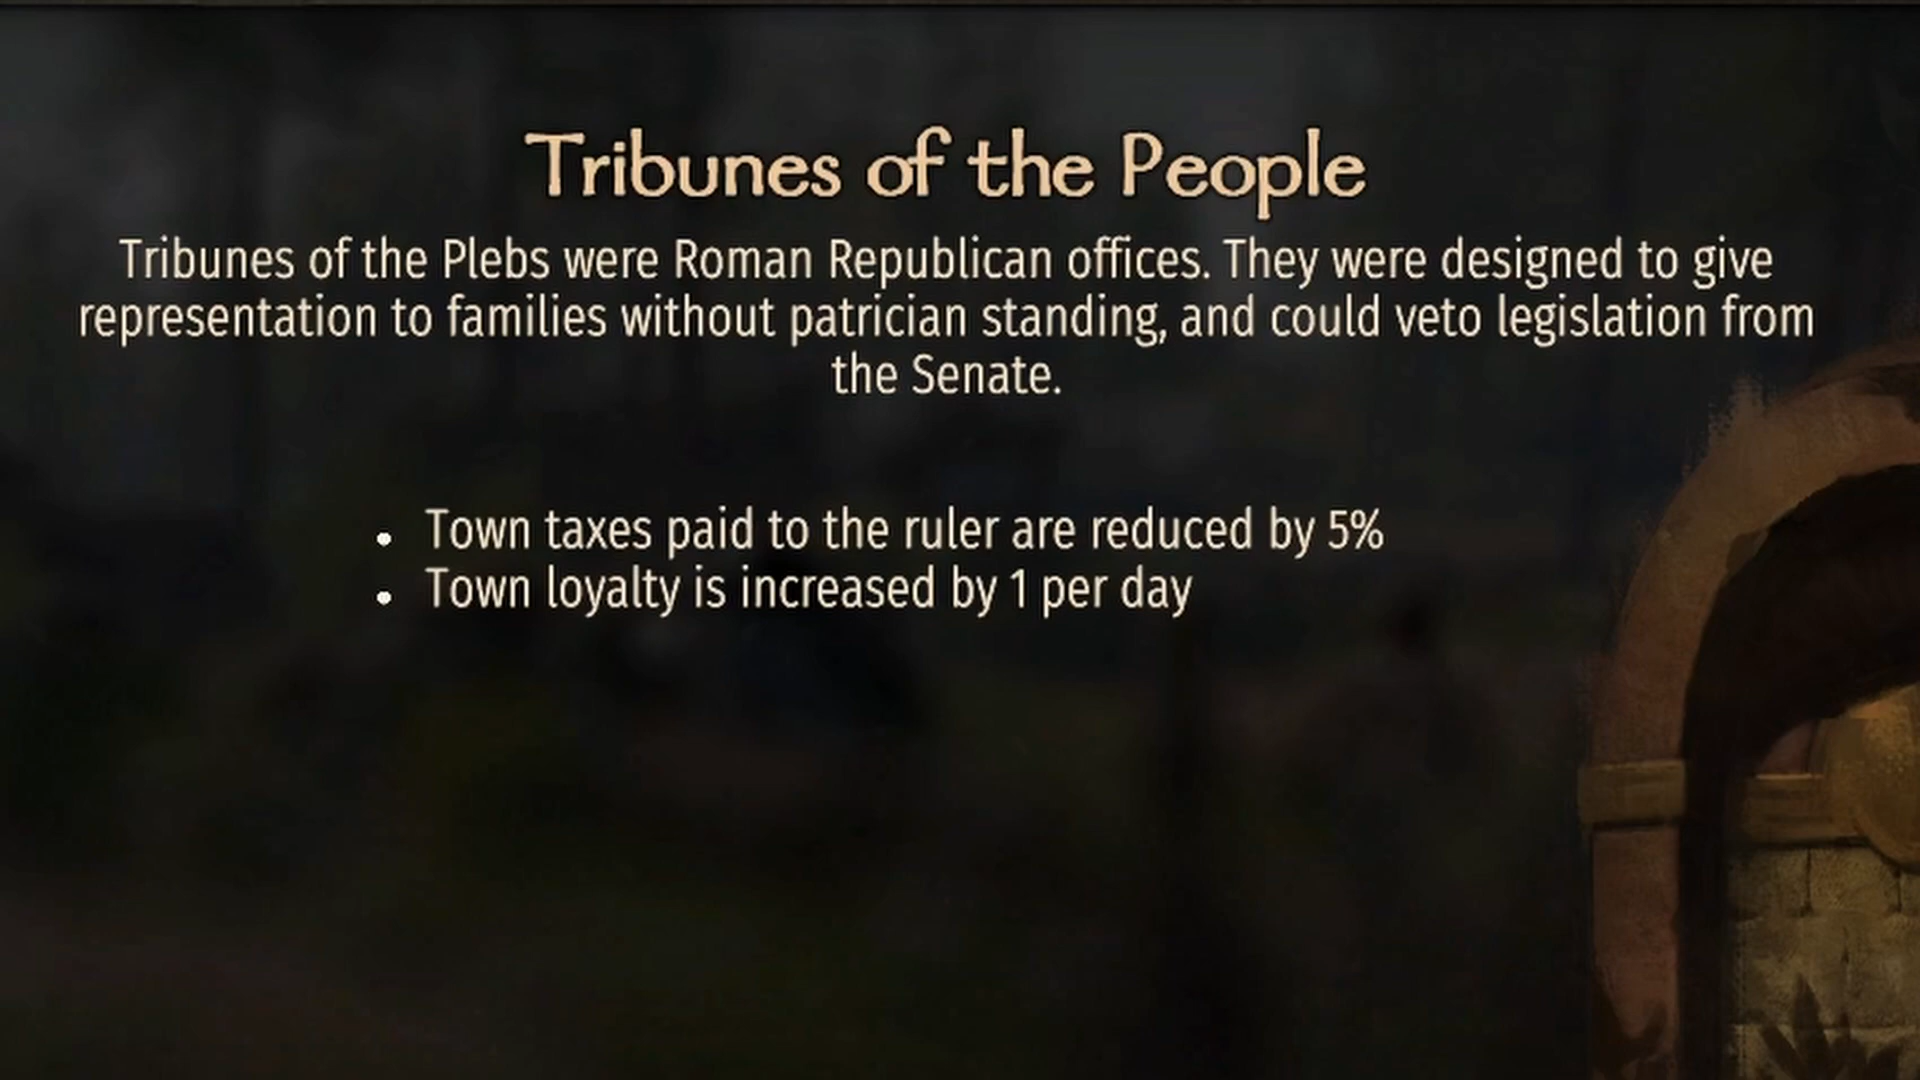 Tribunes of the People
Tribunes of the Plebs were Roman Republican offices. They were designed to give
representation to families without patrician standing, and could veto legislation from
the Senate.
• Town taxes paid to the ruler are reduced by 5%
• Town loyalty is increased by 1 per day